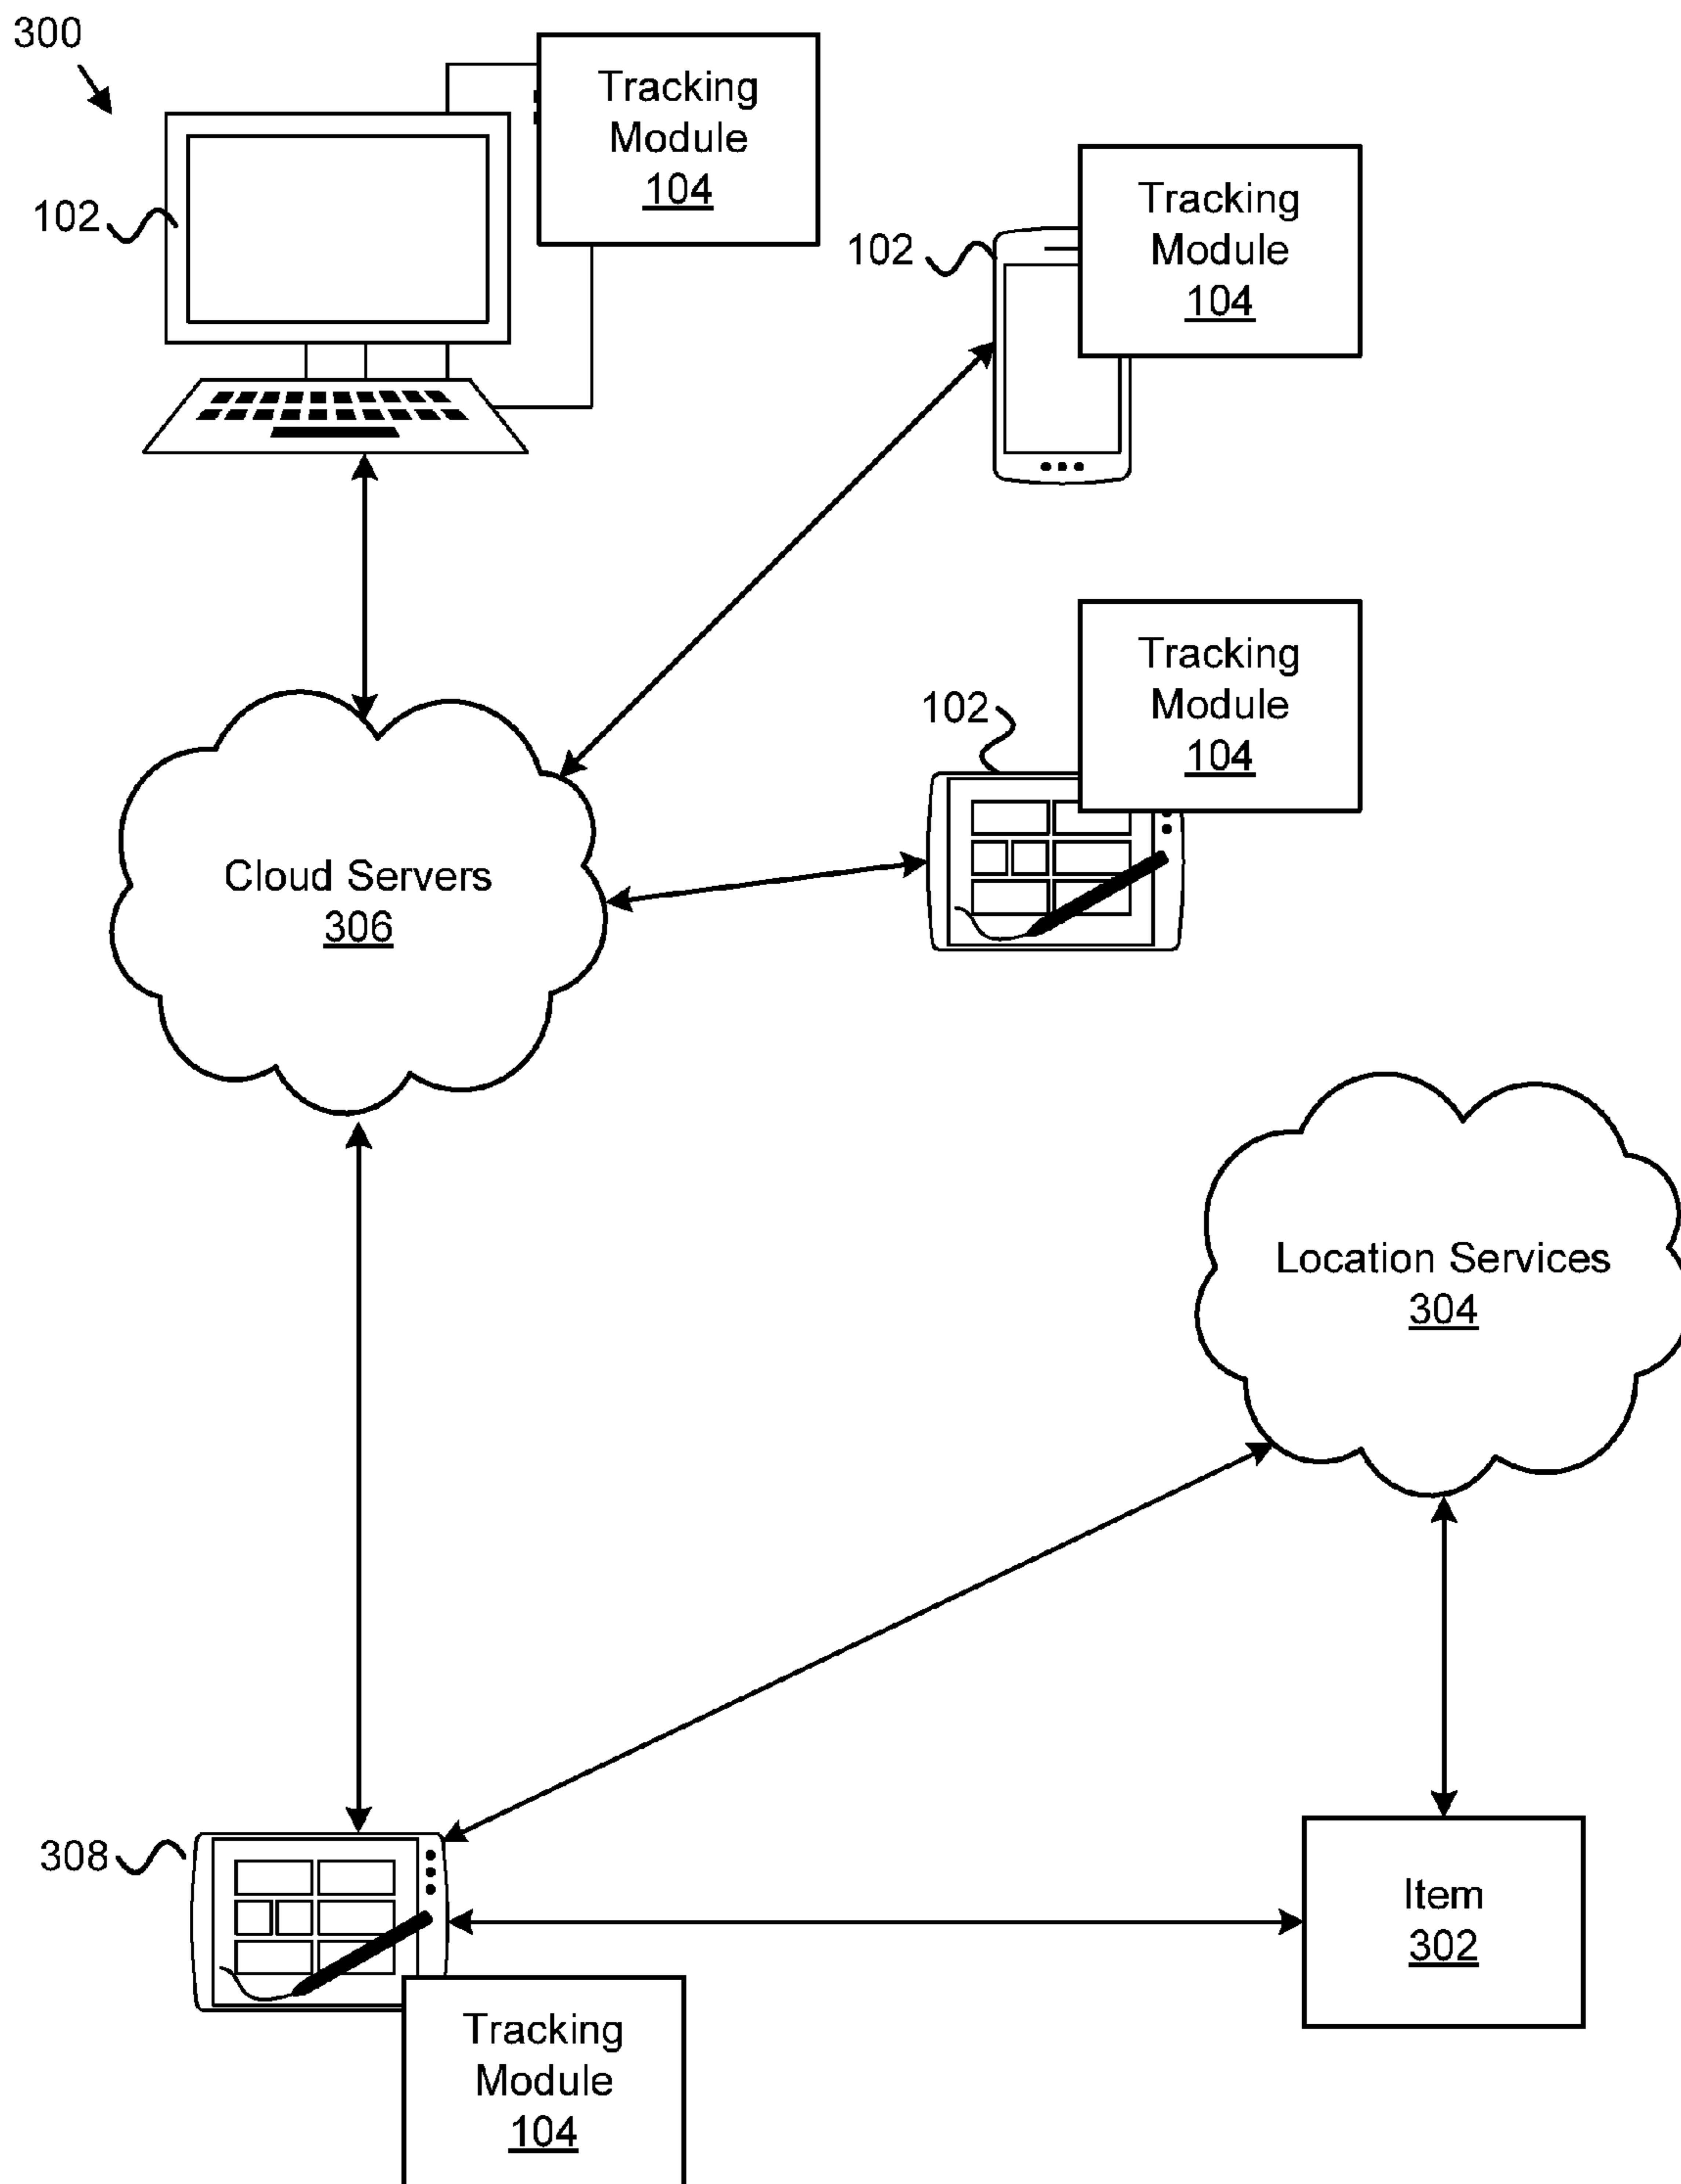 300
Tracking
Module
104
102
Tracking
Module
104
102
Tracking
Module
104
102
Cloud Servers
306
Location Services
304
308
Item
302
Tracking
Module
104